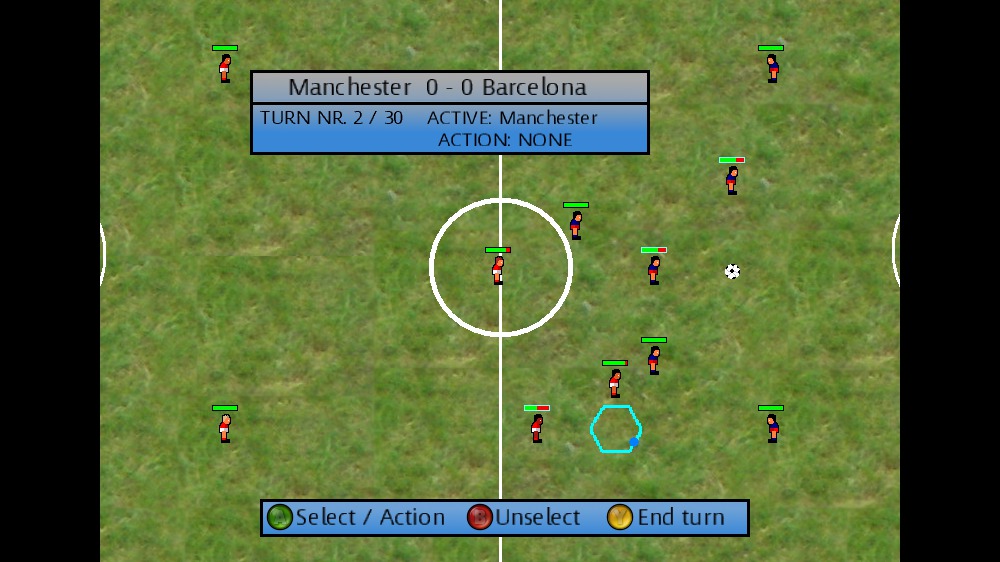 Manchester 0 - 0 Barcelona
TURN NR. 2 / 30 ACTIVE: Manchester
ACTION: NONE
A Select / Action B Unselect Y End turn